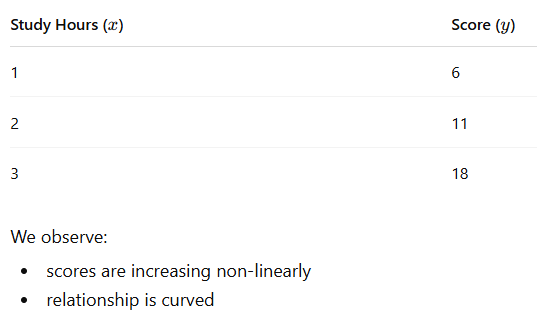 Study Hours (x) Score (y)
1 6
2 11
3 18
We observe:
• scores are increasing non-linearly
• relationship is curved